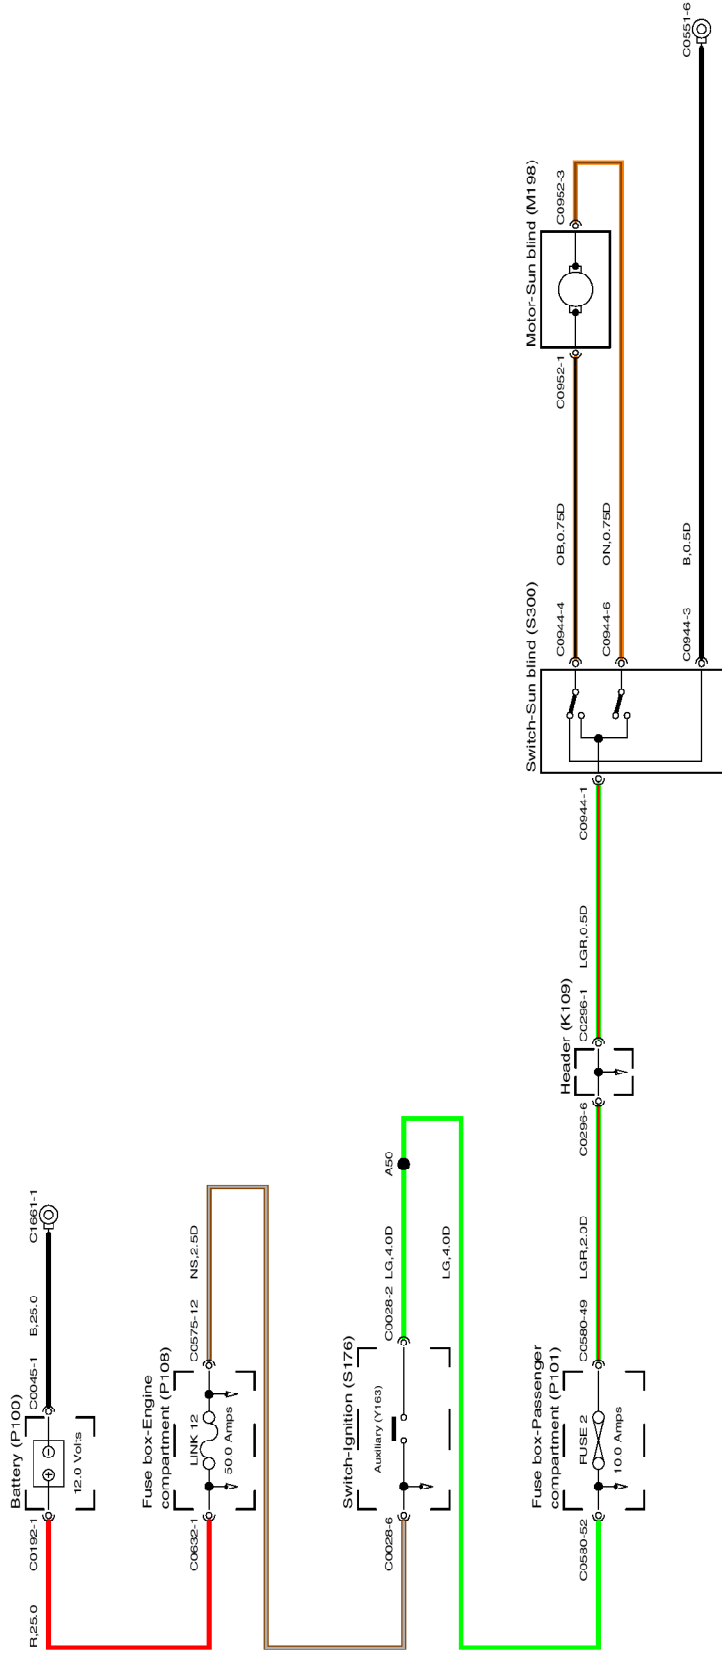 Battery (P100)
C0192-1
C0045-1
12.0 Volts
R,25.0
B,25.0
C1661-1
Fuse box-Engine
compartment (P108)
C0632-1
C0575-12
LINK 12
50.0 Amps
NS,2.5D
Switch-Ignition (S176)
C0028-6
C0028-2
Auxiliary (Y163)
LG,4.0D
A50
LG,4.0D
Fuse box-Passenger
compartment (P101)
C0580-52
C0580-49
FUSE 2
10.0 Amps
LGR,2.0D
Header (K109)
C0296-6
C0296-1
LGR,0.5D
Switch-Sun blind (S300)
C0944-1
C0944-4
C0944-6
C0944-3
OB,0.75D
ON,0.75D
B,0.5D
Motor-Sun blind (M198)
C0952-1
C0952-3
C0551-6